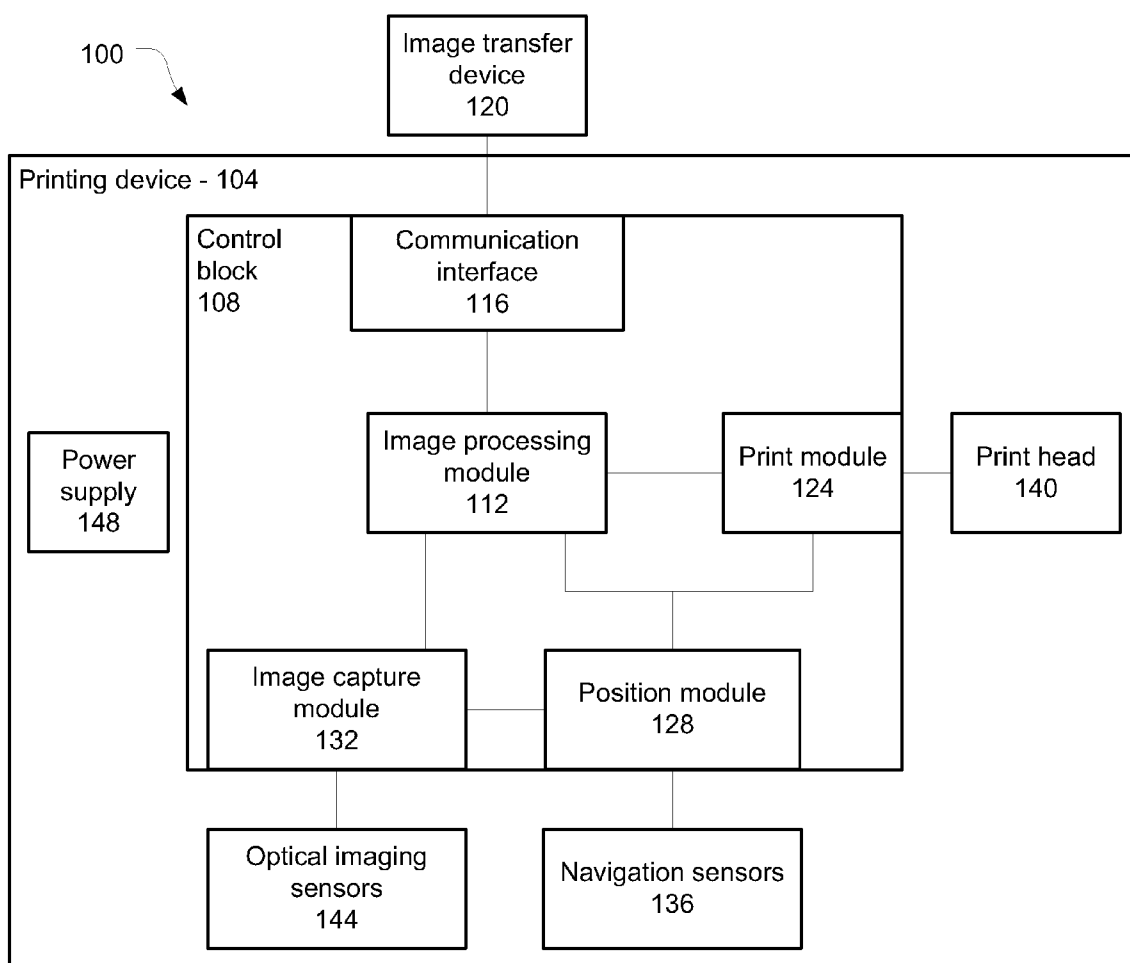 100
Image transfer
device
120
Printing device - 104
Control
block
108
Communication
interface
116
Power
supply
148
Image processing
module
112
Print module
124
Print head
140
Image capture
module
132
Position module
128
Optical imaging
sensors
144
Navigation sensors
136